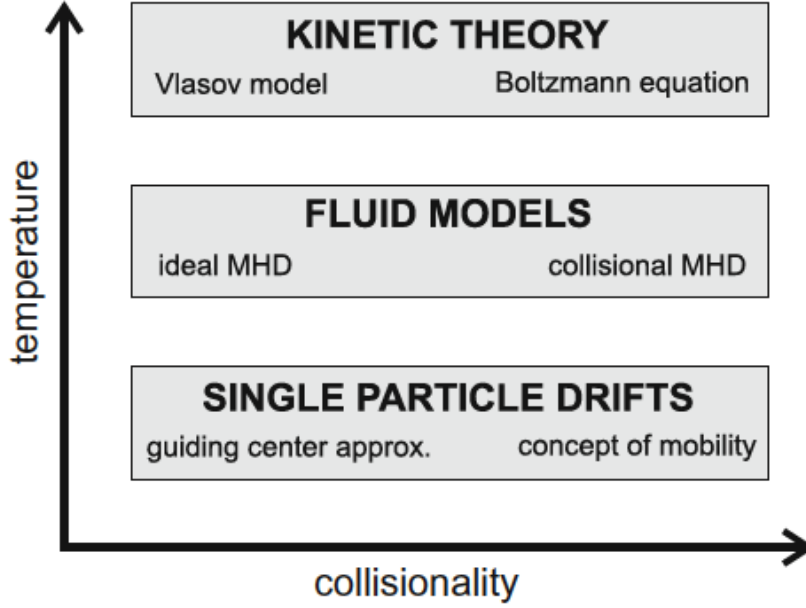 KINETIC THEORY
Vlasov model Boltzmann equation
temperature
FLUID MODELS
ideal MHD collisional MHD
SINGLE PARTICLE DRIFTS
guiding center approx. concept of mobility
collisionality